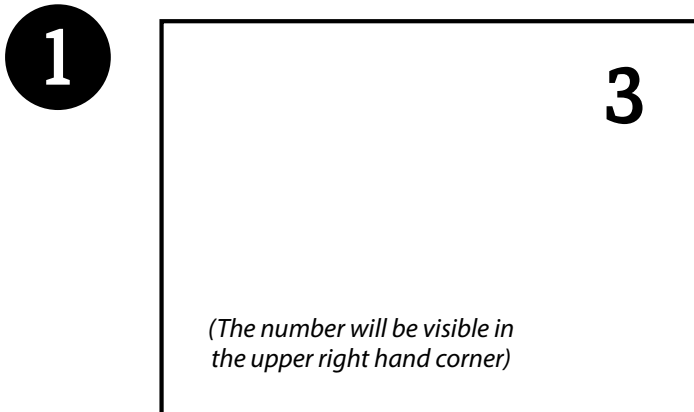 1
3
(The number will be visible in
the upper right hand corner)